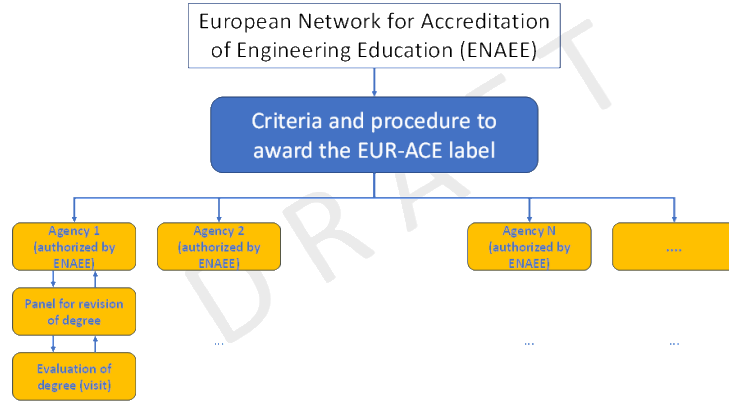 European Network for Accreditation
of Engineering Education (ENAEE)
Criteria and procedure to
award the EUR-ACE label
Agency 1
(authorized by
ENAEE)
Agency 2
(authorized by
ENAEE)
Agency N
(authorized by
ENAEE)
....
Panel for revision
of degree
...
...
...
Evaluation of
degree (visit)
DRAFT